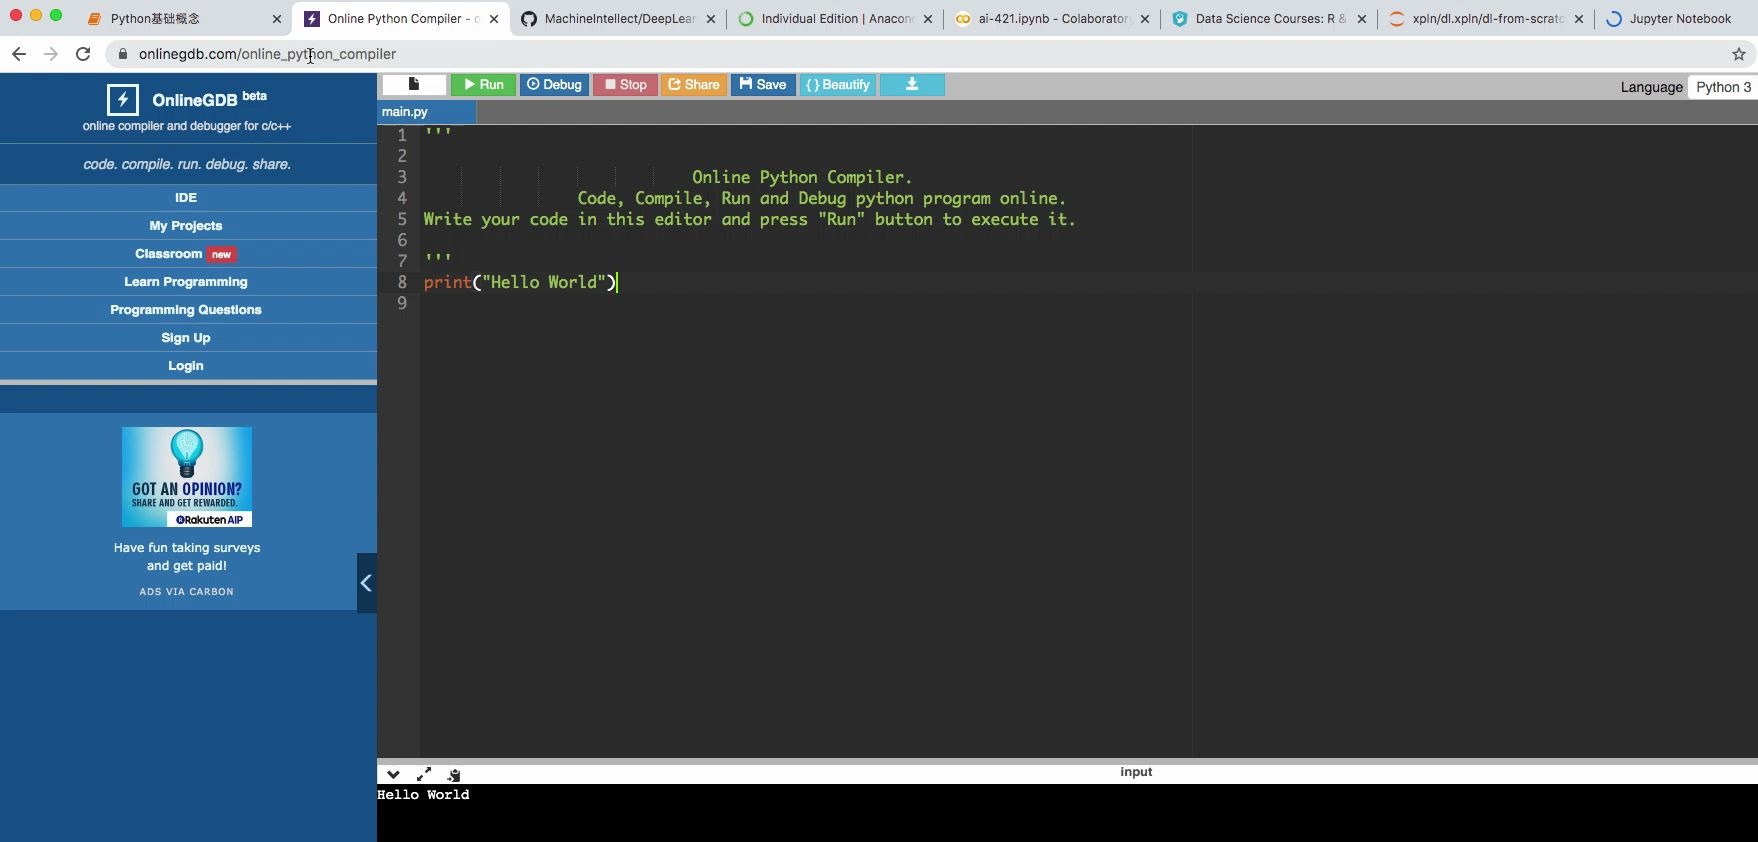 Python基础概念
Online Python Compiler - o
MachineIntellect/DeepLear
Individual Edition | Anacon
ai-421.ipynb - Colaboratory
Data Science Courses: R &
xpln/dl.xpln/dl-from-scratc
Jupyter Notebook
onlinegdb.com/online_python_compiler
OnlineGDB beta
online compiler and debugger for c/c++
code. compile. run. debug. share.
IDE
My Projects
Classroom new
Learn Programming
Programming Questions
Sign Up
Login
GOT AN OPINION?
SHARE AND GET REWARDED.
Rakuten AIP
Have fun taking surveys
and get paid!
ADS VIA CARBON
Run
Debug
Stop
Share
Save
{ } Beautify
Language Python 3
main.py
1 '''
2
3 Online Python Compiler.
4 Code, Compile, Run and Debug python program online.
5 Write your code in this editor and press "Run" button to execute it.
6
7 '''
8 print("Hello World")
9
input
Hello World